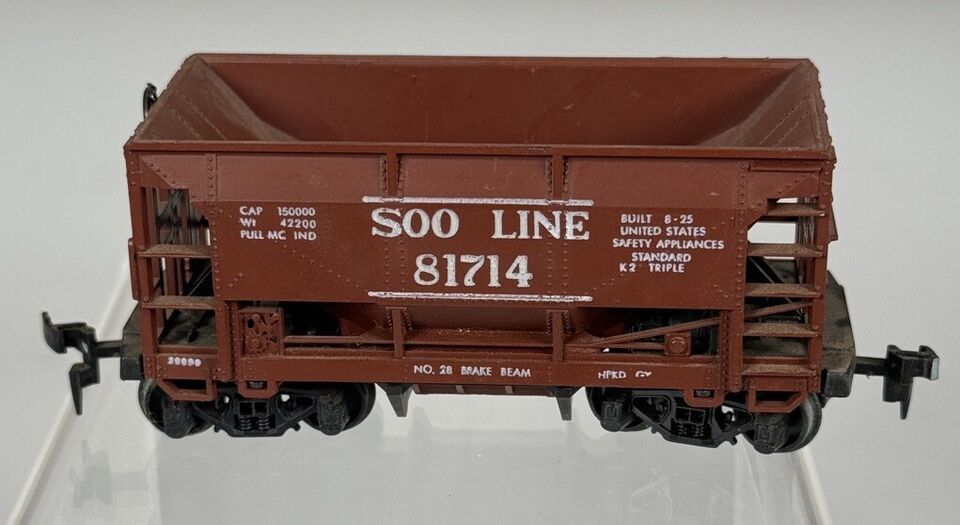 CAP 150000
Wt 42200
PULL-MC IND
SOO LINE
81714
BUILT 8-25
UNITED STATES
SAFETY APPLIANCES
STANDARD
K2 TRIPLE
NO. 28 BRAKE BEAM